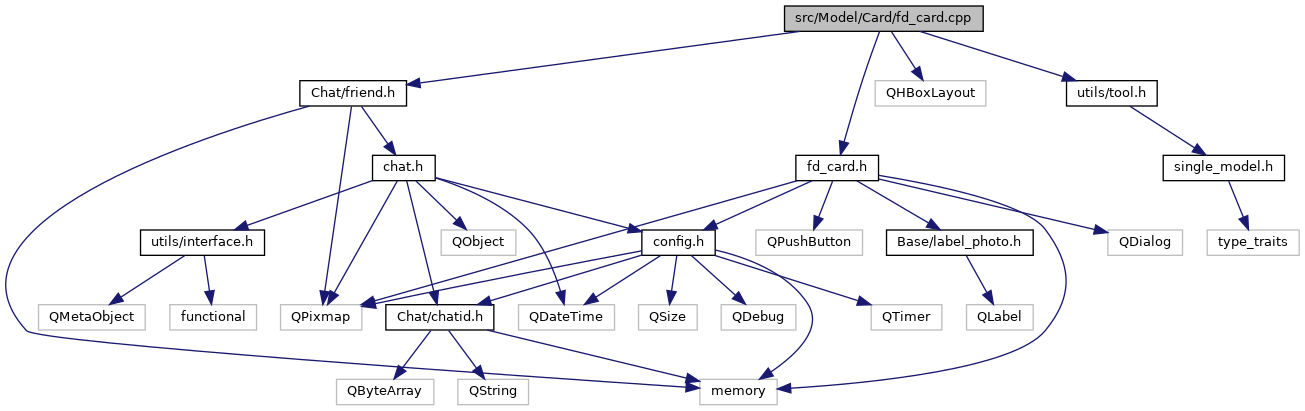 src/Model/Card/fd_card.cpp
Chat/friend.h
QHBoxLayout
utils/tool.h
chat.h
fd_card.h
single_model.h
utils/interface.h
QObject
config.h
QPushButton
Base/label_photo.h
QDialog
type_traits
QMetaObject
functional
QPixmap
Chat/chatid.h
QDateTime
QSize
QDebug
QTimer
QLabel
QByteArray
QString
memory